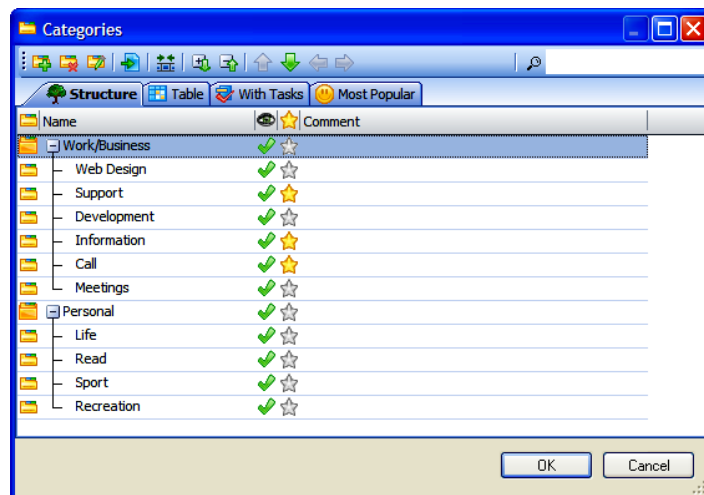 Categories
Structure Table With Tasks Most Popular
Name Comment
Work/Business
Web Design
Support
Development
Information
Call
Meetings
Personal
Life
Read
Sport
Recreation
OK Cancel